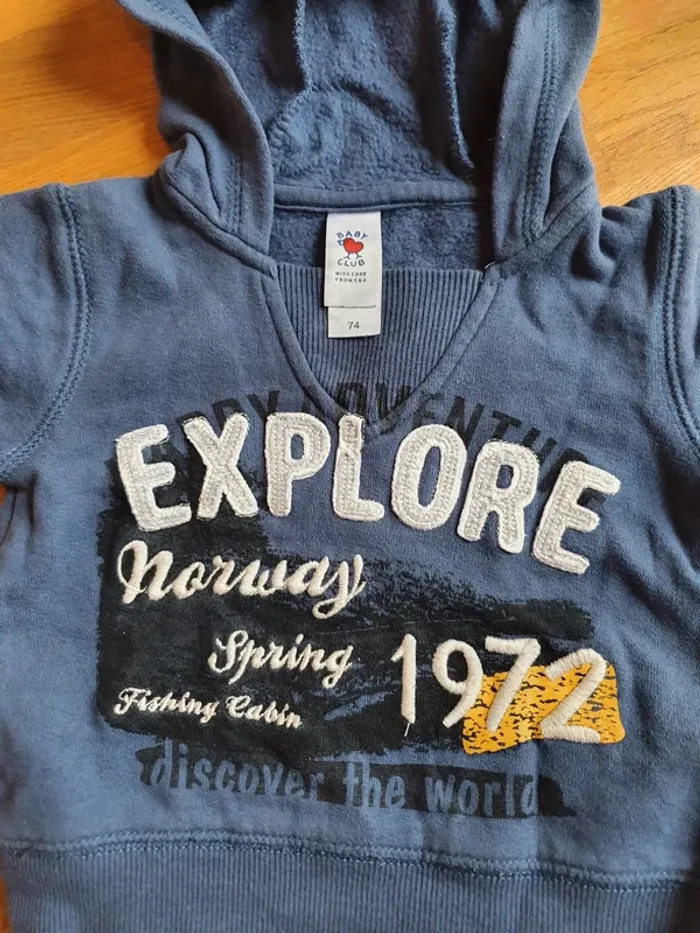 BABY
CLUB
WITH CARE
FROM C&A
74
EXPLORE
Norway
Spring
1972
Fishing Cabin
discover the world